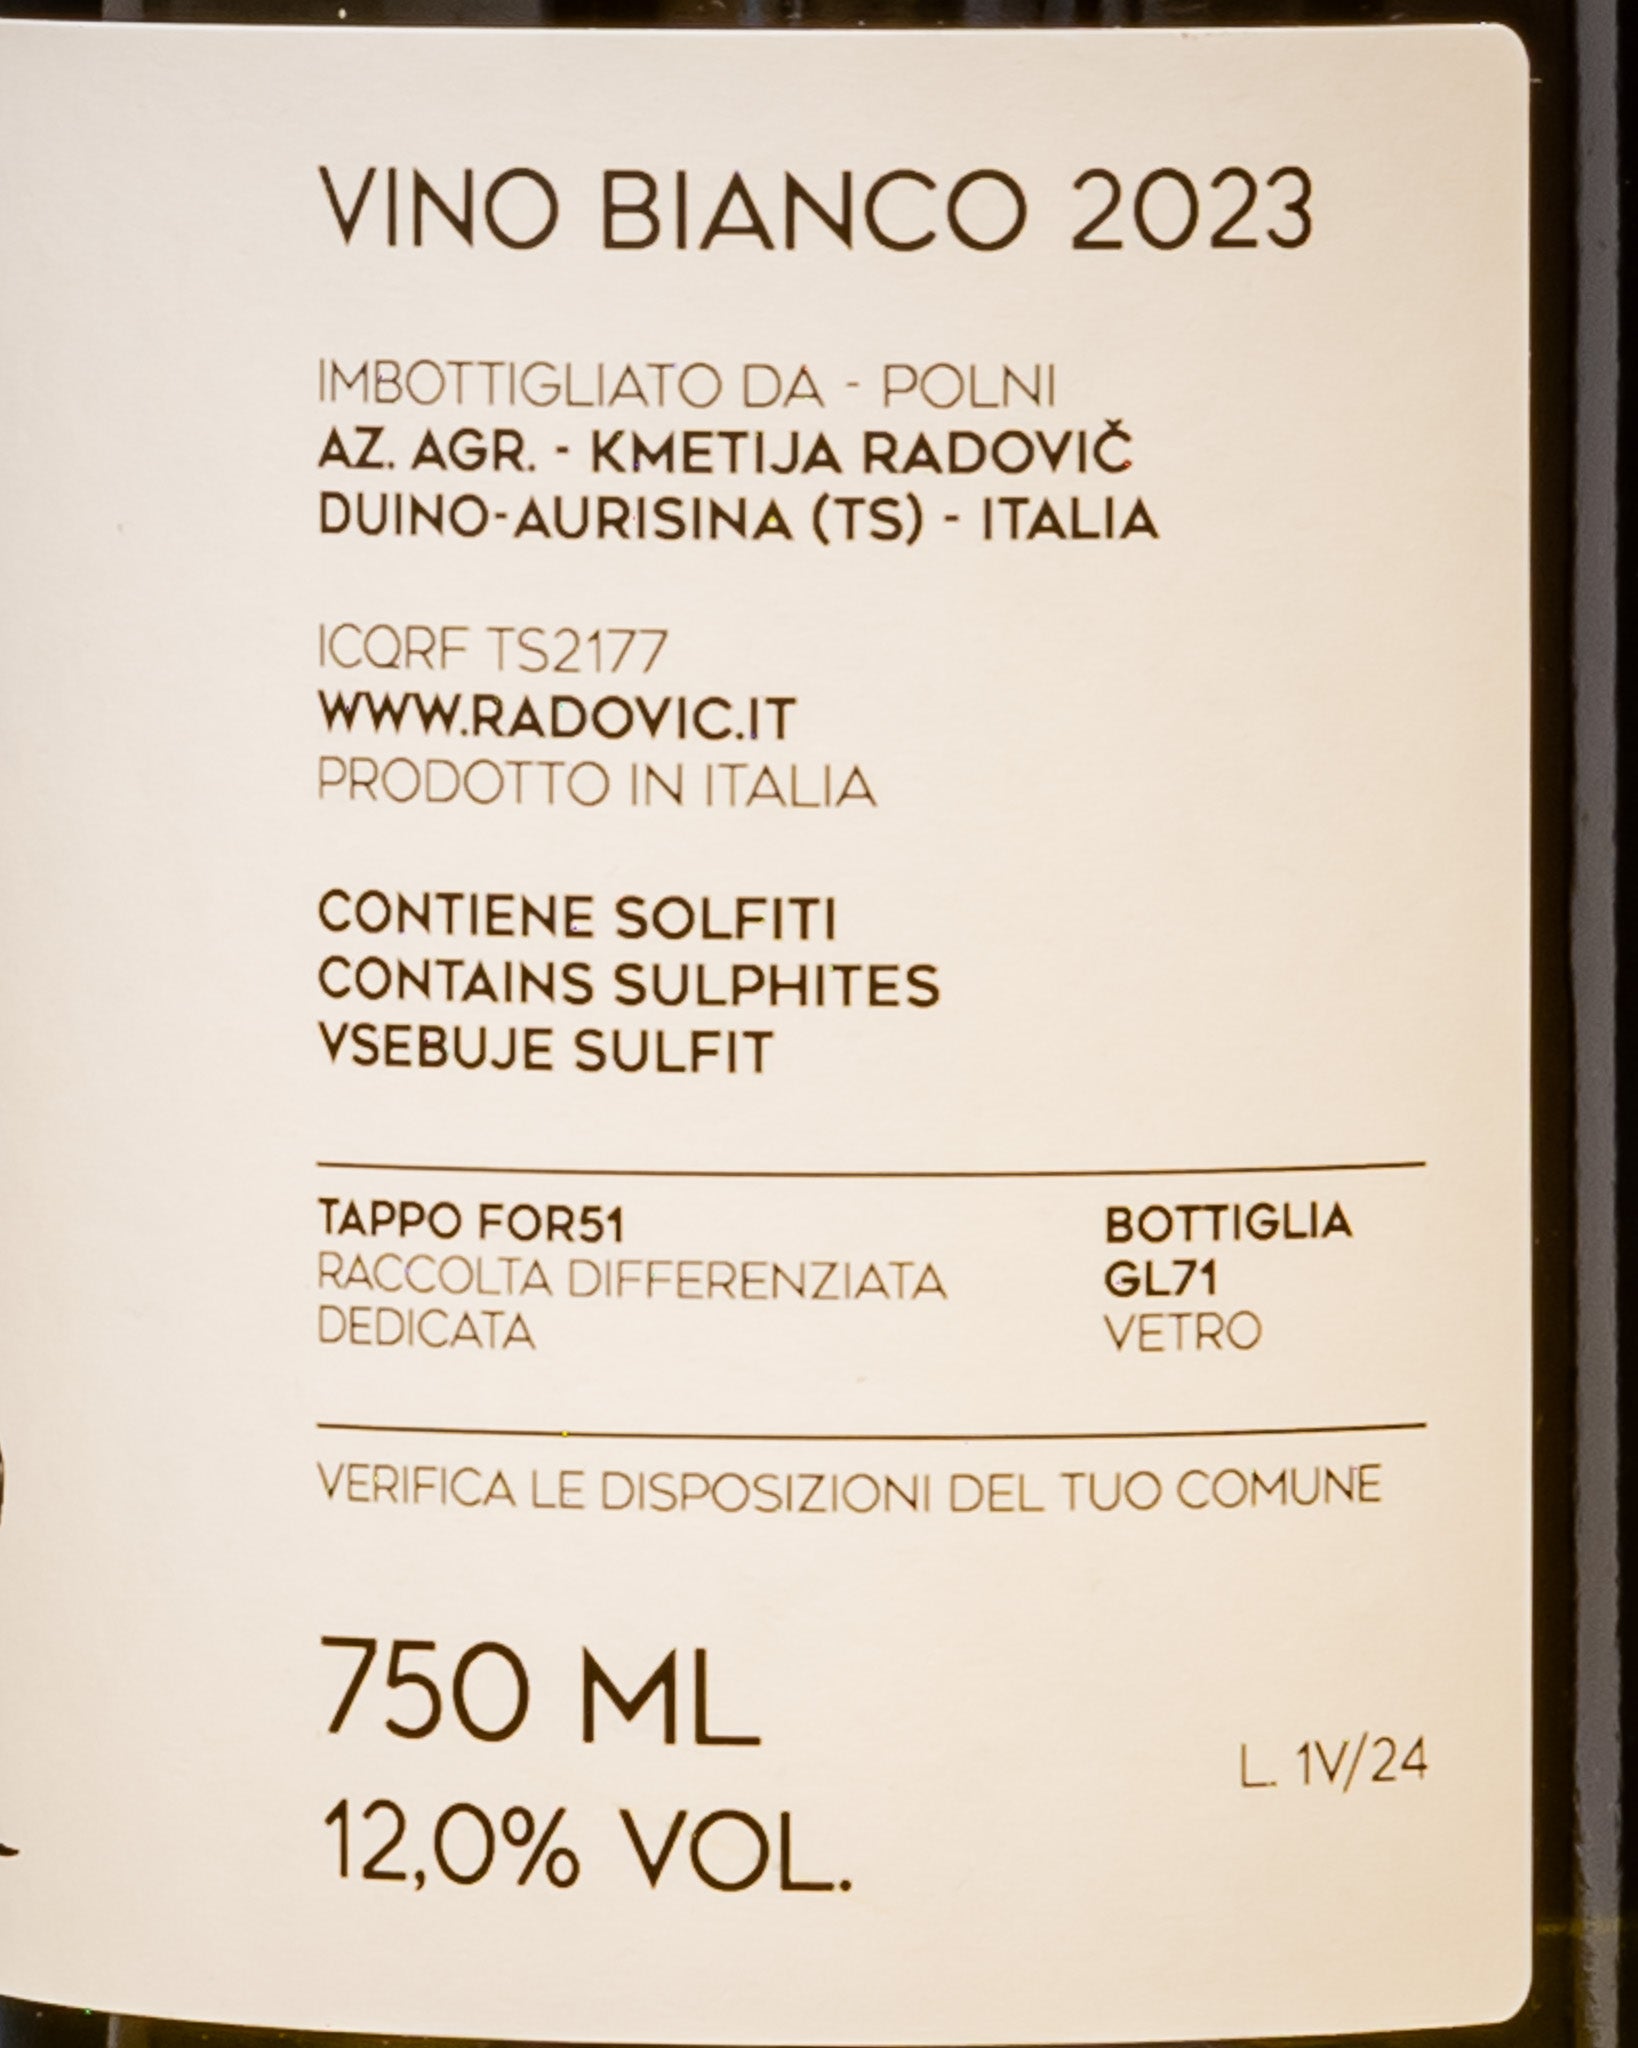 VINO BIANCO 2023
IMBOTTIGLIATO DA - POLNI
AZ. AGR. - KMETIJA RADOVIČ
DUINO-AURISINA (TS) - ITALIA
ICQRF TS2177
WWW.RADOVIC.IT
PRODOTTO IN ITALIA
CONTIENE SOLFITI
CONTAINS SULPHITES
VSEBUJE SULFIT
TAPPO FOR51
RACCOLTA DIFFERENZIATA
DEDICATA
BOTTIGLIA
GL71
VETRO
VERIFICA LE DISPOSIZIONI DEL TUO COMUNE
750 ML
12,0% VOL.
L. 1V/24